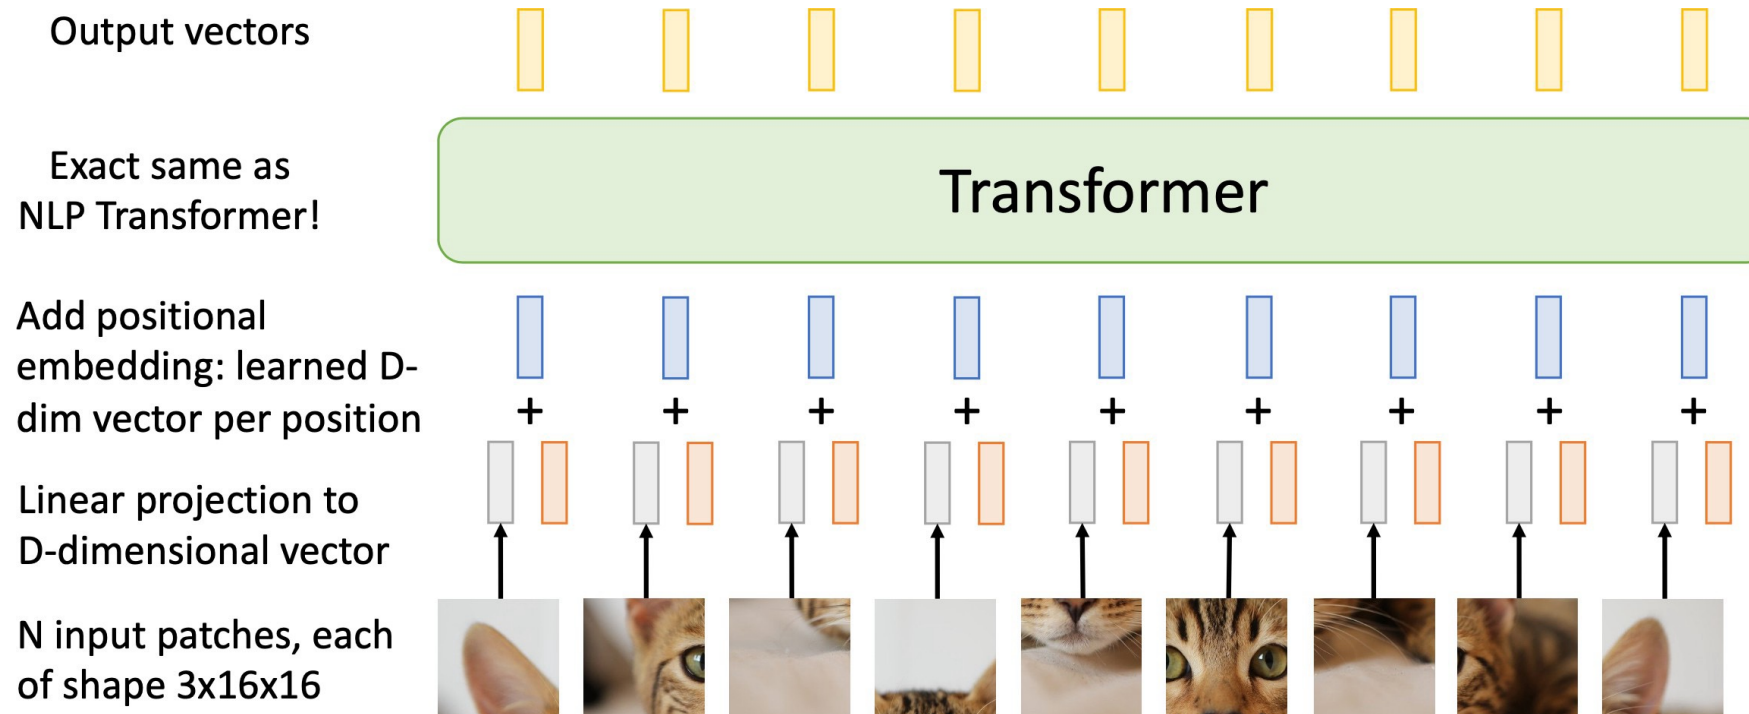 Output vectors
Exact same as
NLP Transformer!
Transformer
Add positional
embedding: learned D-
dim vector per position
+ + + + + + + + +
Linear projection to
D-dimensional vector
N input patches, each
of shape 3x16x16